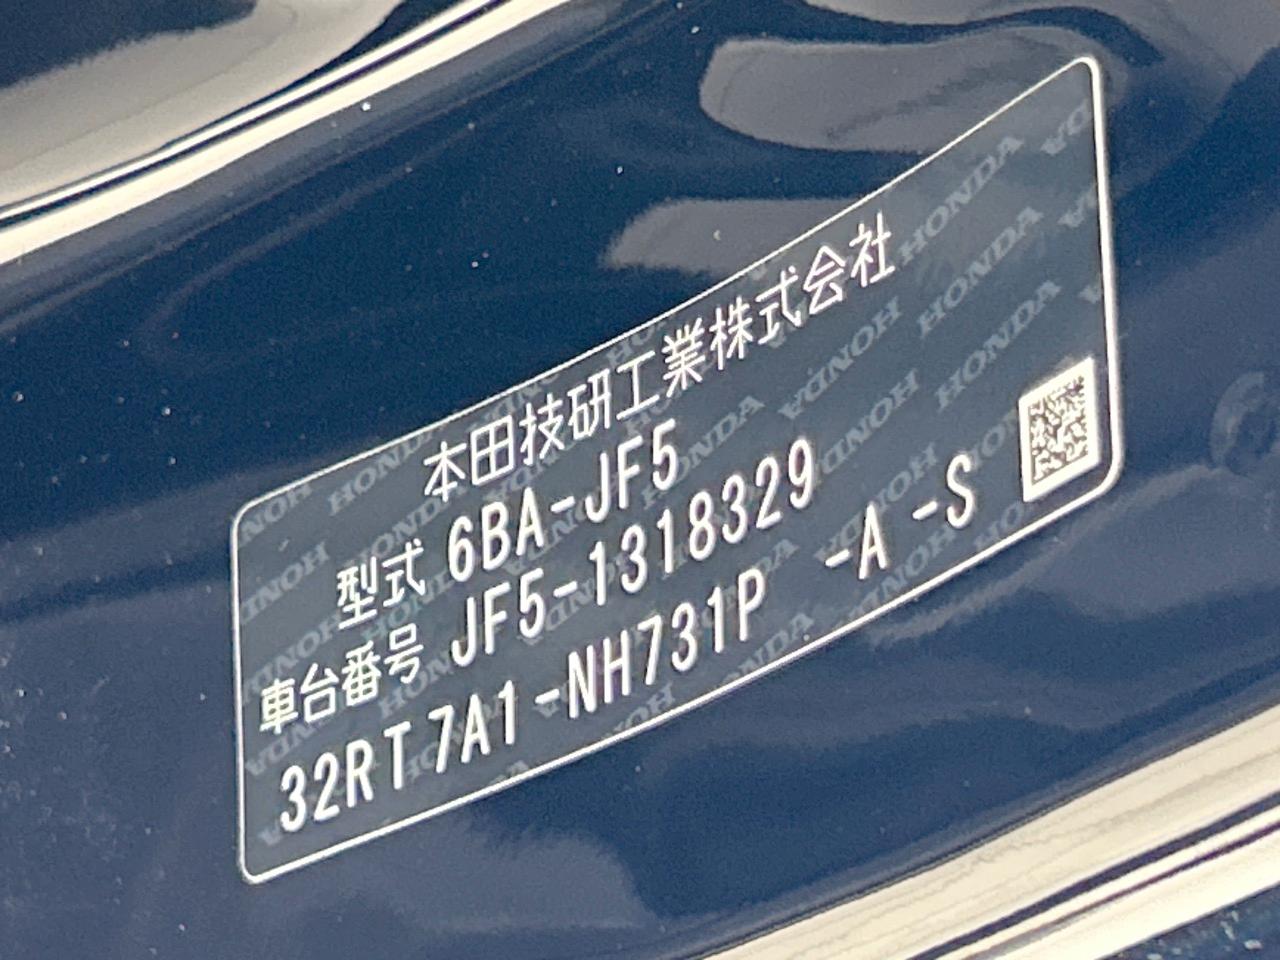 本田技研工業株式会社
型式 6BA-JF5
車台番号 JF5-1318329
32RT7A1-NH731P -A -S